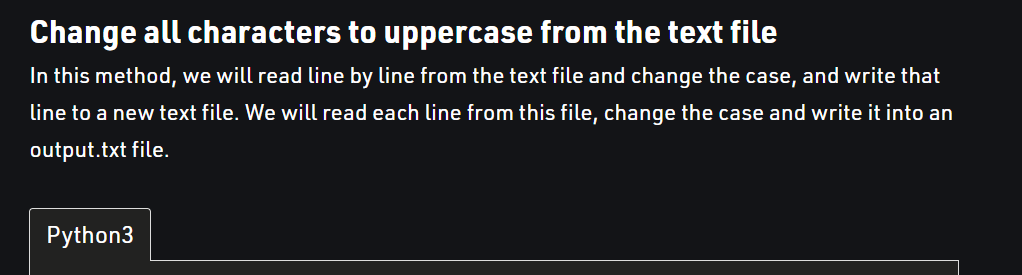 Change all characters to uppercase from the text file
In this method, we will read line by line from the text file and change the case, and write that
line to a new text file. We will read each line from this file, change the case and write it into an
output.txt file.
Python3